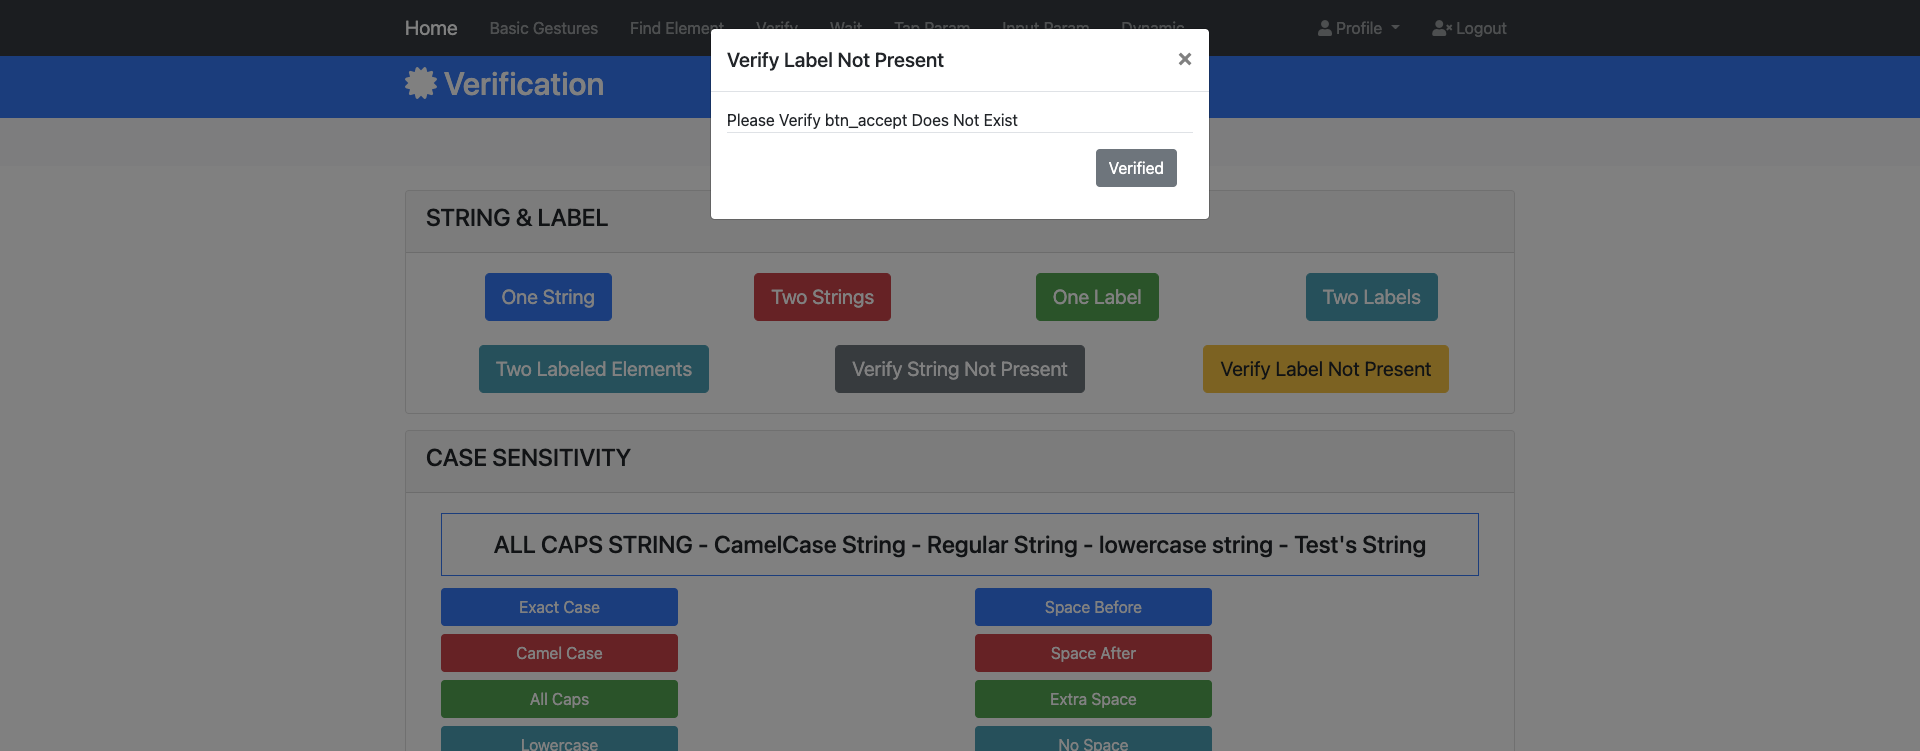 Home Basic Gestures Find Element Verify Wait Tap Param Input Param Dynamic Profile Logout
Verification
Verify Label Not Present ×
Please Verify btn_accept Does Not Exist
Verified
STRING & LABEL
One String Two Strings One Label Two Labels
Two Labeled Elements Verify String Not Present Verify Label Not Present
CASE SENSITIVITY
ALL CAPS STRING - CamelCase String - Regular String - lowercase string - Test's String
Exact Case Space Before
Camel Case Space After
All Caps Extra Space
Lowercase No Space